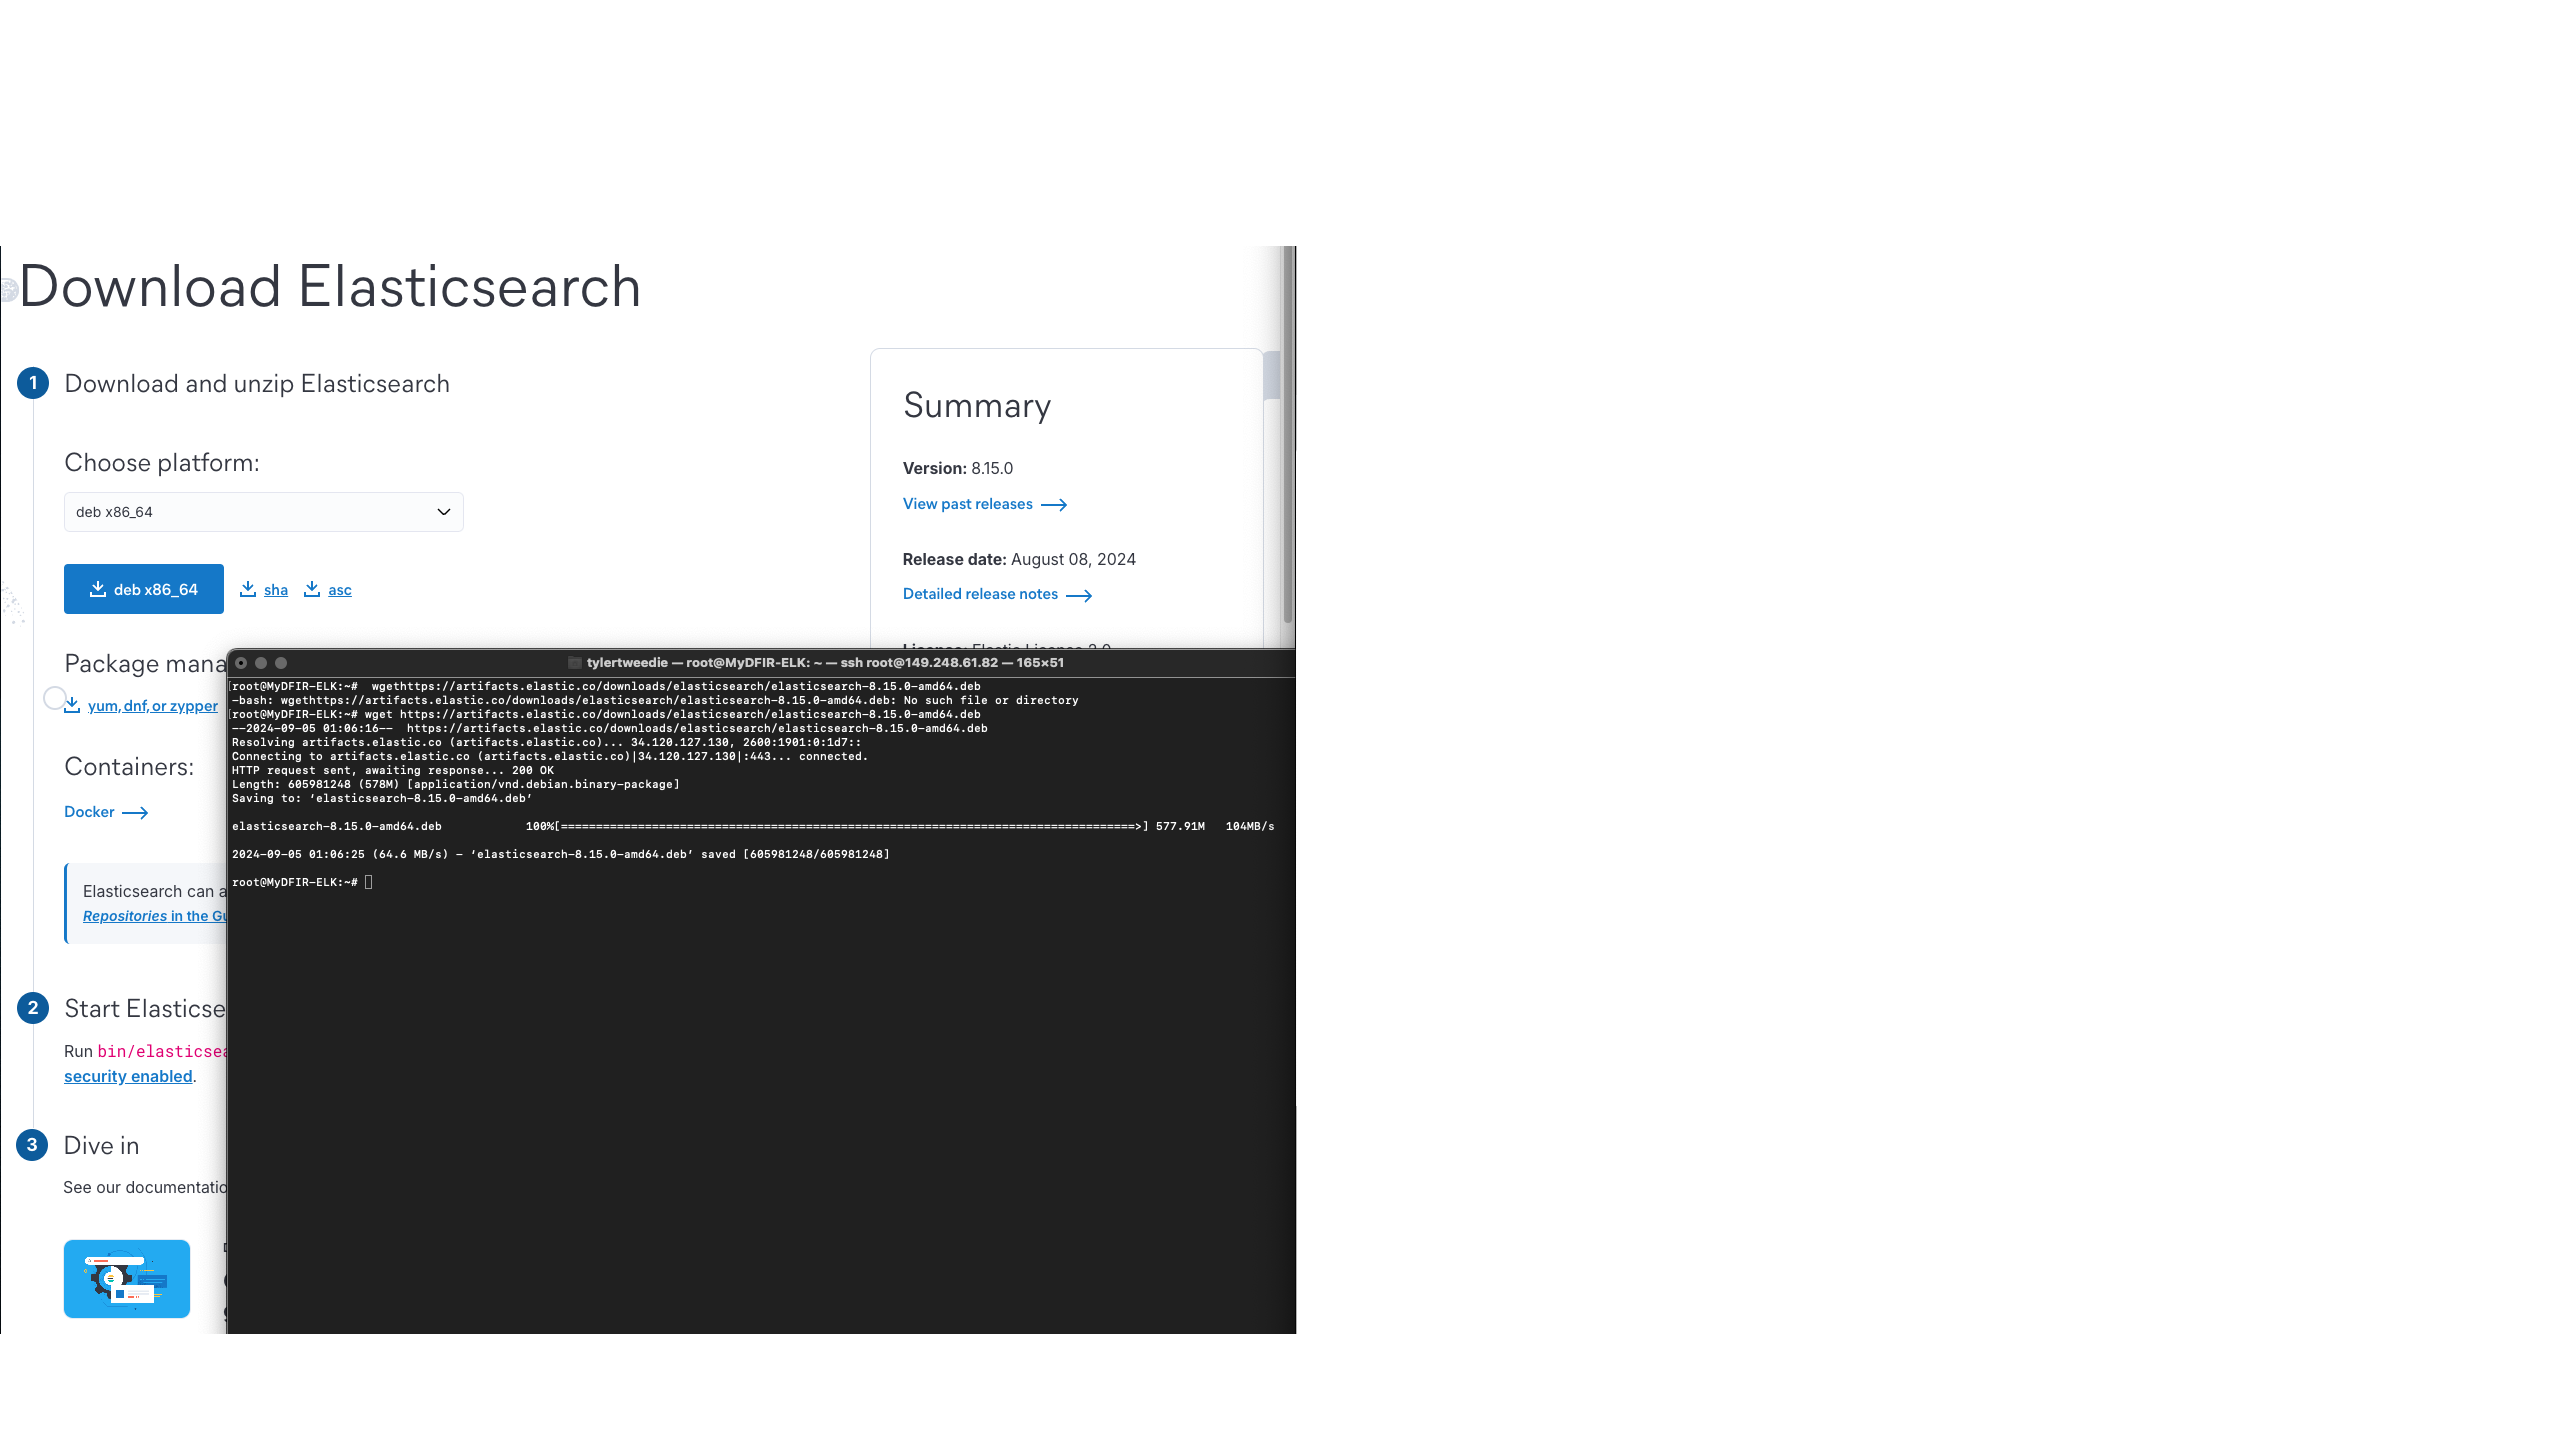 Download Elasticsearch
1 Download and unzip Elasticsearch
Choose platform:
deb x86_64
deb x86_64 sha asc
Package mana
yum, dnf, or zypper
Containers:
Docker
Elasticsearch can a
Repositories in the Gu
2 Start Elasticse
Run bin/elasticsea
security enabled.
3 Dive in
See our documentatio
Summary
Version: 8.15.0
View past releases
Release date: August 08, 2024
Detailed release notes
License: Elastic License 2.0
tylertweedie — root@MyDFIR-ELK: ~ — ssh root@149.248.61.82 — 165×51
[root@MyDFIR-ELK:~#  wgethttps://artifacts.elastic.co/downloads/elasticsearch/elasticsearch-8.15.0-amd64.deb
-bash: wgethttps://artifacts.elastic.co/downloads/elasticsearch/elasticsearch-8.15.0-amd64.deb: No such file or directory
[root@MyDFIR-ELK:~# wget https://artifacts.elastic.co/downloads/elasticsearch/elasticsearch-8.15.0-amd64.deb
--2024-09-05 01:06:16--  https://artifacts.elastic.co/downloads/elasticsearch/elasticsearch-8.15.0-amd64.deb
Resolving artifacts.elastic.co (artifacts.elastic.co)... 34.120.127.130, 2600:1901:0:1d7::
Connecting to artifacts.elastic.co (artifacts.elastic.co)|34.120.127.130|:443... connected.
HTTP request sent, awaiting response... 200 OK
Length: 605981248 (578M) [application/vnd.debian.binary-package]
Saving to: ‘elasticsearch-8.15.0-amd64.deb’
elasticsearch-8.15.0-amd64.deb 100%[==================================================================================>] 577.91M 104MB/s
2024-09-05 01:06:25 (64.6 MB/s) - ‘elasticsearch-8.15.0-amd64.deb’ saved [605981248/605981248]
root@MyDFIR-ELK:~#